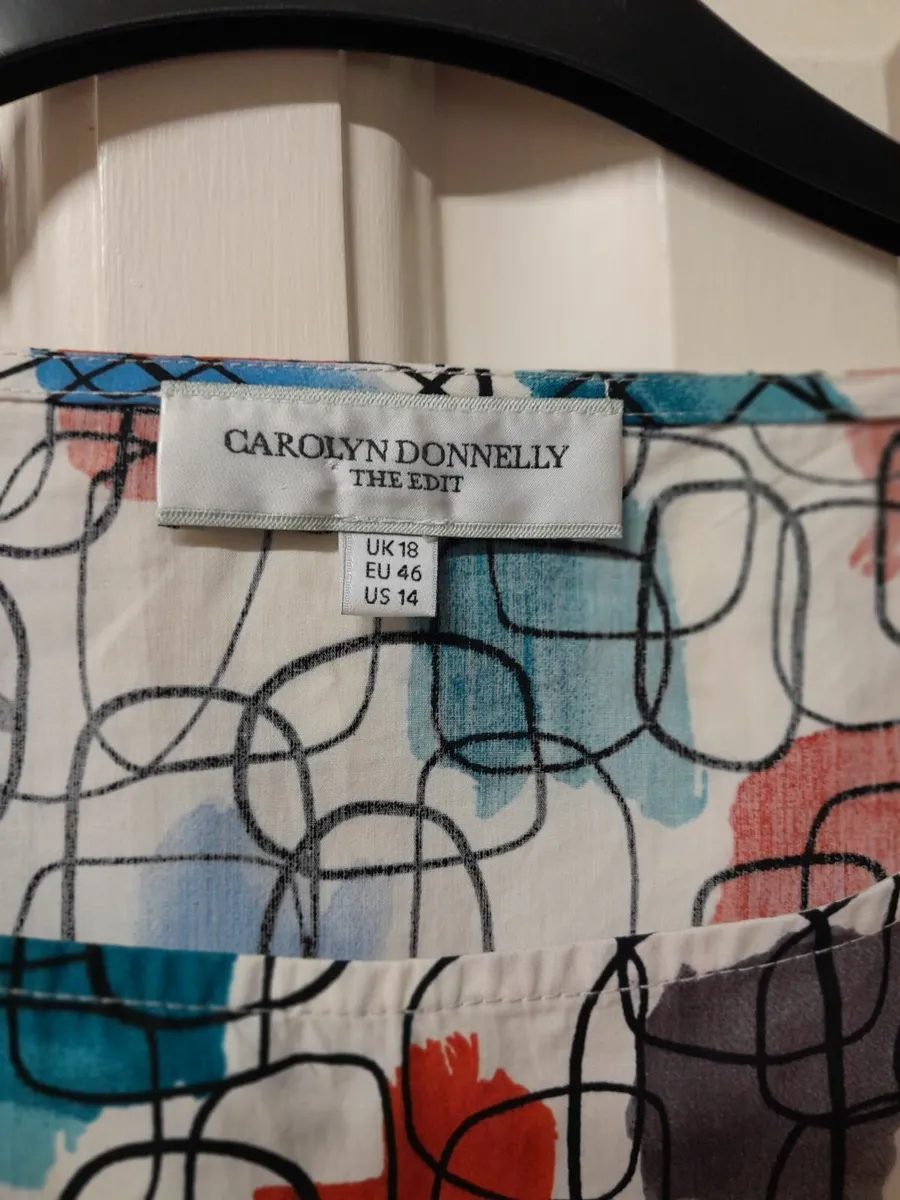 CAROLYN DONNELLY
THE EDIT
UK 18
EU 46
US 14